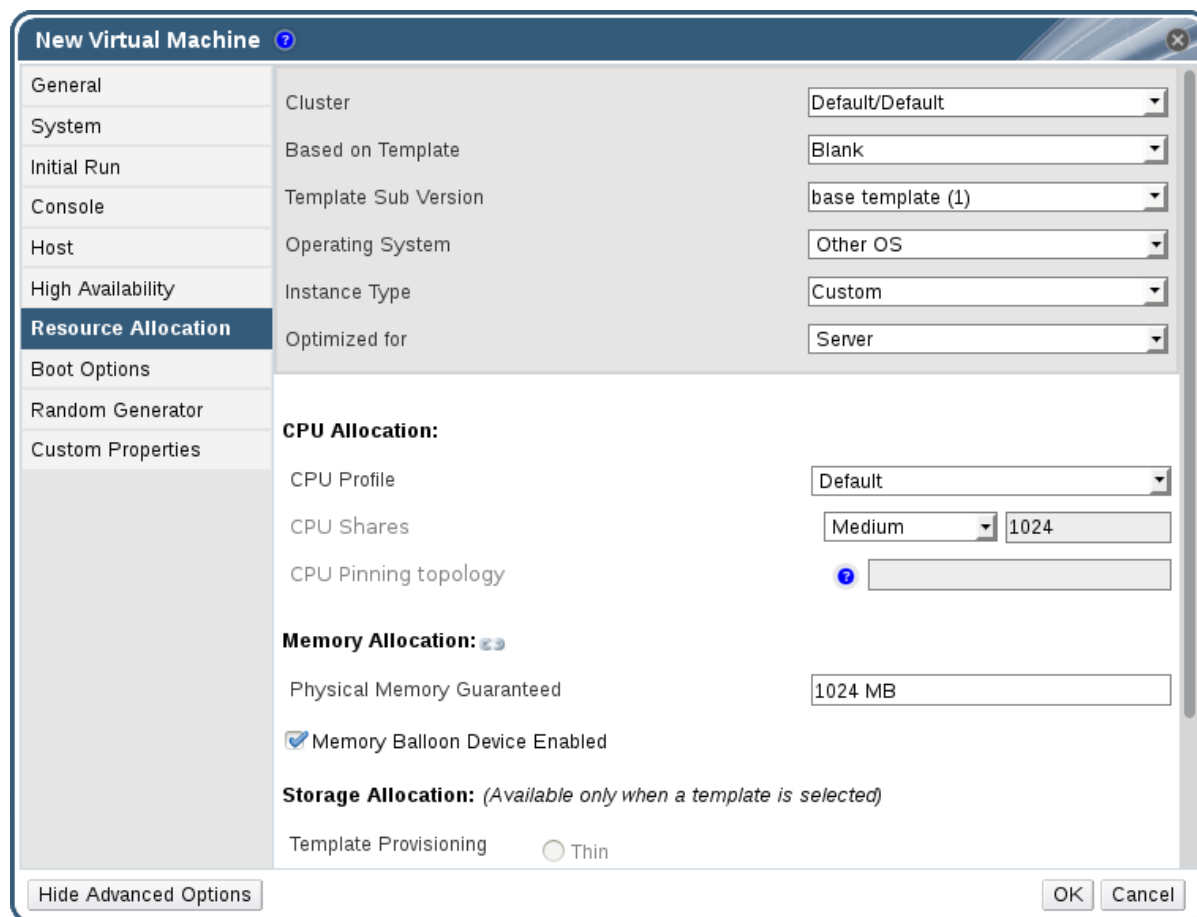 New Virtual Machine ?
General
System
Initial Run
Console
Host
High Availability
Resource Allocation
Boot Options
Random Generator
Custom Properties
Cluster Default/Default
Based on Template Blank
Template Sub Version base template (1)
Operating System Other OS
Instance Type Custom
Optimized for Server
CPU Allocation:
CPU Profile Default
CPU Shares Medium 1024
CPU Pinning topology ?
Memory Allocation:
Physical Memory Guaranteed 1024 MB
Memory Balloon Device Enabled
Storage Allocation: (Available only when a template is selected)
Template Provisioning Thin
Hide Advanced Options OK Cancel